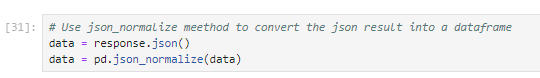 [31]: # Use json_normalize meethod to convert the json result into a dataframe
data = response.json()
data = pd.json_normalize(data)